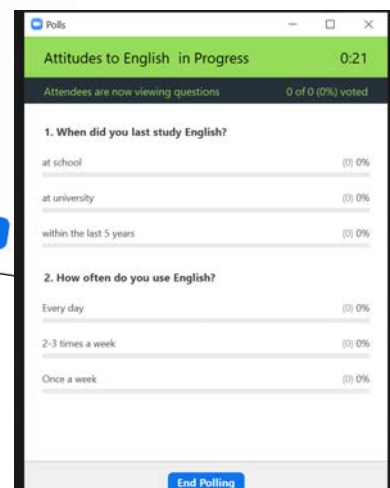 Polls
Attitudes to English in Progress 0:21
Attendees are now viewing questions 0 of 0 (0%) voted
1. When did you last study English?
at school (0) 0%
at university (0) 0%
within the last 5 years (0) 0%
2. How often do you use English?
Every day (0) 0%
2-3 times a week (0) 0%
Once a week (0) 0%
End Polling